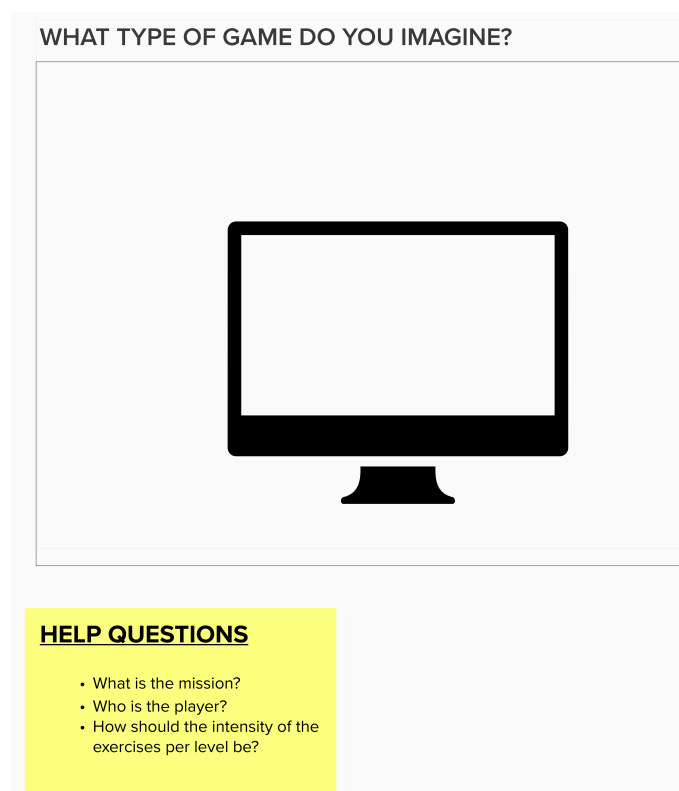 WHAT TYPE OF GAME DO YOU IMAGINE?
HELP QUESTIONS
• What is the mission?
• Who is the player?
• How should the intensity of the
exercises per level be?